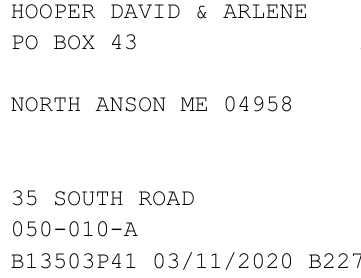 HOOPER DAVID & ARLENE
PO BOX 43
NORTH ANSON ME 04958
35 SOUTH ROAD
050-010-A
B13503P41 03/11/2020 B227